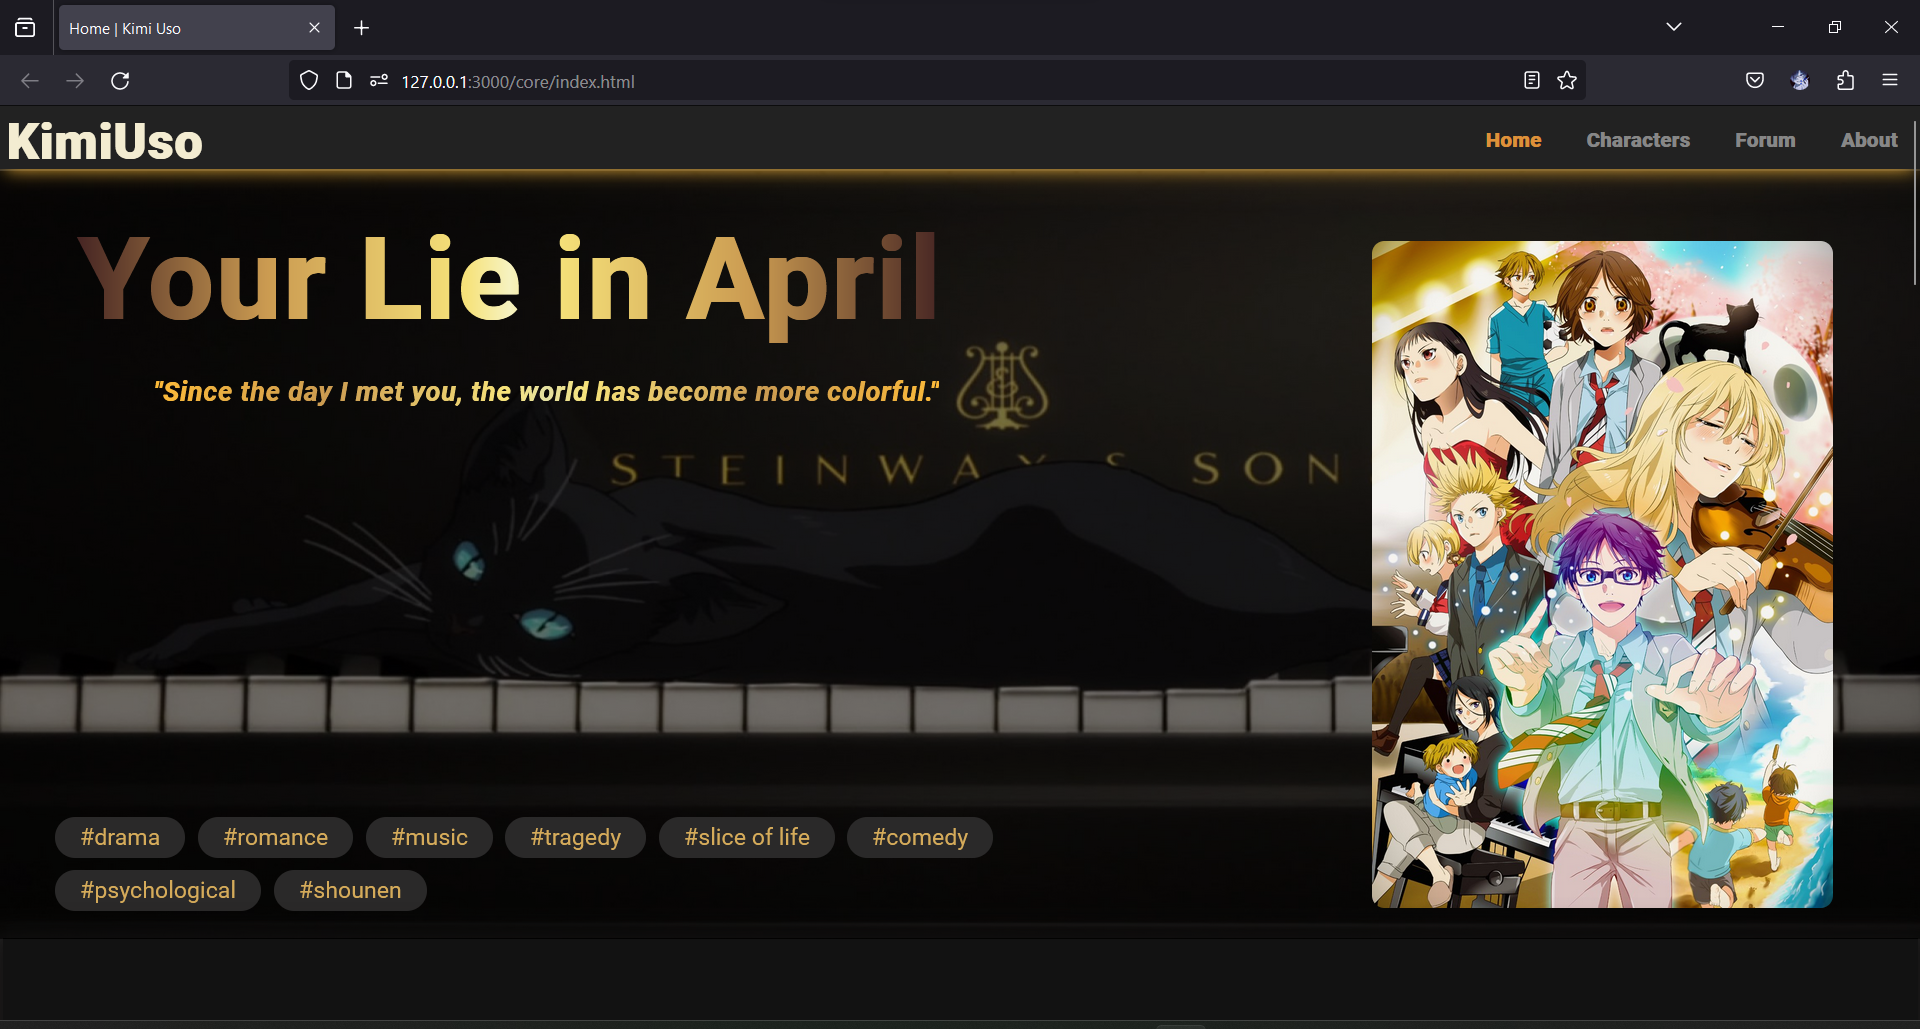 Home | Kimi Uso
127.0.0.1:3000/core/index.html
KimiUso
Home Characters Forum About
Your Lie in April
"Since the day I met you, the world has become more colorful."
STEINWAY & SON
#drama #romance #music #tragedy #slice of life #comedy
#psychological #shounen